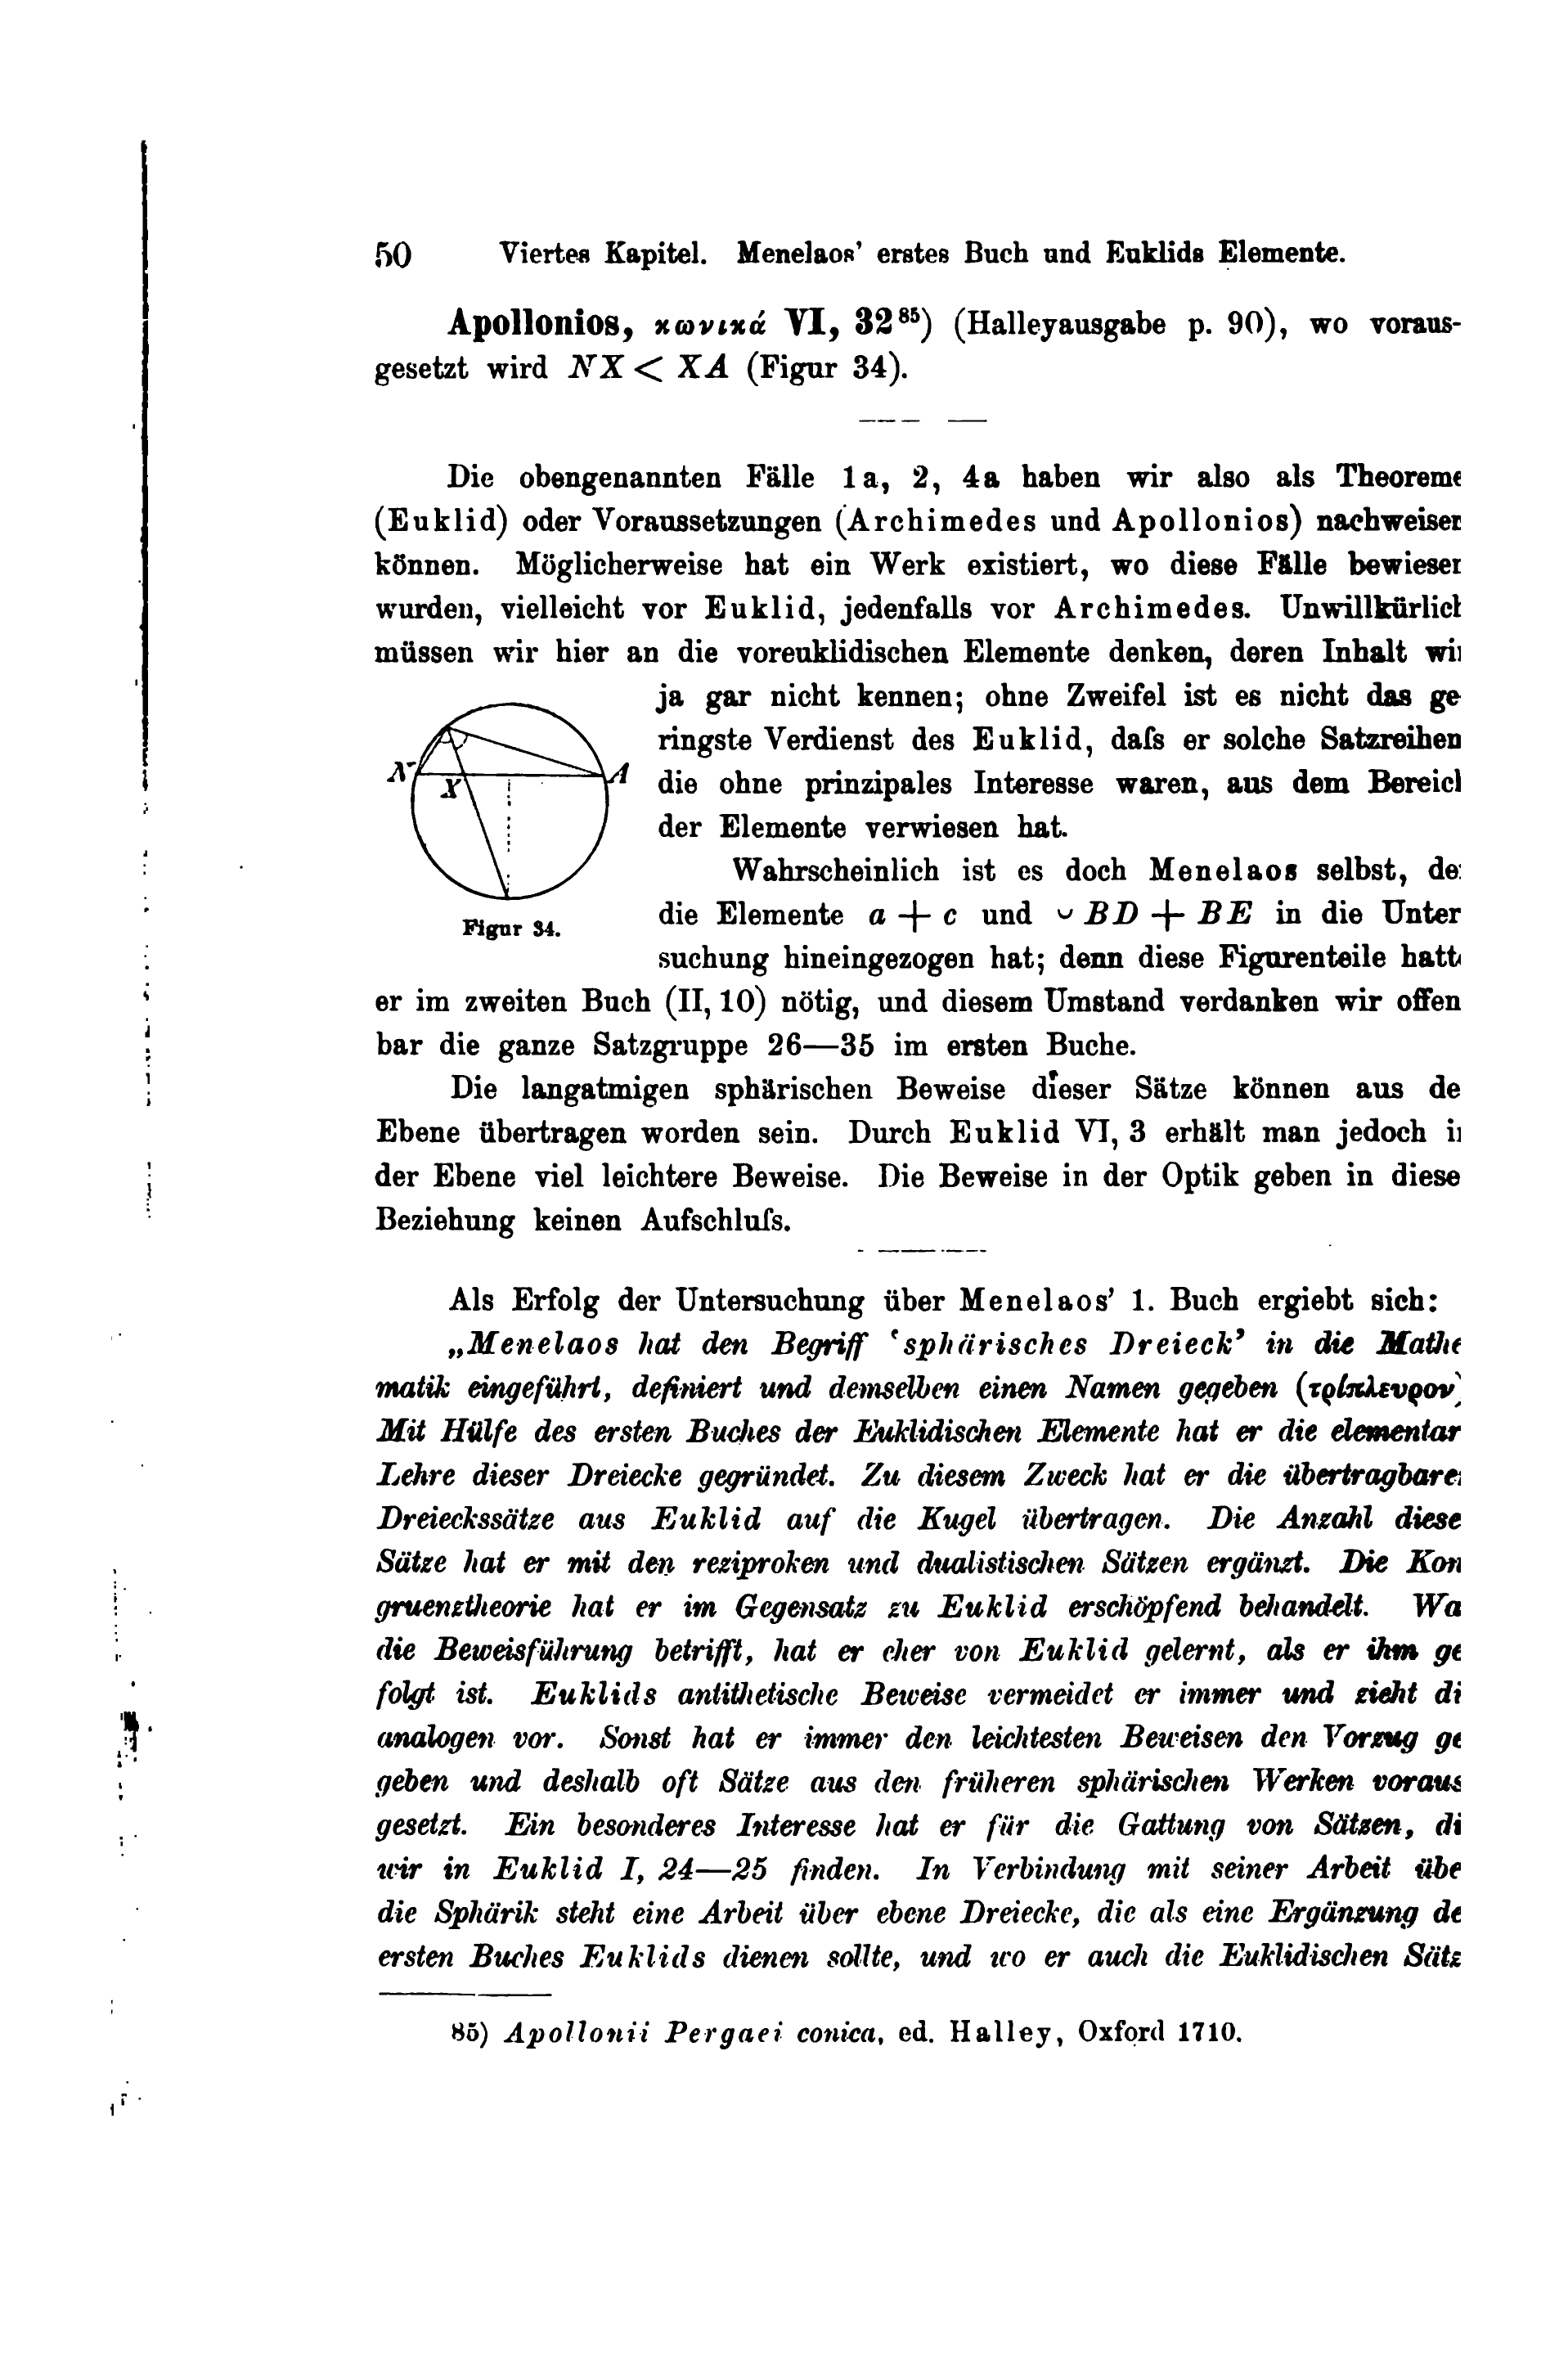 50 Viertes Kapitel. Menelaos' erstes Buch und Euklids Elemente.
Apollonios, κωνικά VI, 32⁸⁵) (Halleyausgabe p. 90), wo voraus-
gesetzt wird NX < XA (Figur 34).
Die obengenannten Fälle 1a, 2, 4a haben wir also als Theoreme
(Euklid) oder Voraussetzungen (Archimedes und Apollonios) nachweisen
können. Möglicherweise hat ein Werk existiert, wo diese Fälle bewiesen
wurden, vielleicht vor Euklid, jedenfalls vor Archimedes. Unwillkürlich
müssen wir hier an die voreuklidischen Elemente denken, deren Inhalt wir
ja gar nicht kennen; ohne Zweifel ist es nicht das ge
ringste Verdienst des Euklid, daſs er solche Satzreihen
die ohne prinzipales Interesse waren, aus dem Bereich
der Elemente verwiesen hat.
N
X
A
Figur 34.
Wahrscheinlich ist es doch Menelaos selbst, de
die Elemente a + c und ⌣ BD + BE in die Unter
suchung hineingezogen hat; denn diese Figurenteile hatte
er im zweiten Buch (II, 10) nötig, und diesem Umstand verdanken wir offen
bar die ganze Satzgruppe 26—35 im ersten Buche.
Die langatmigen sphärischen Beweise dieser Sätze können aus de
Ebene übertragen worden sein. Durch Euklid VI, 3 erhält man jedoch in
der Ebene viel leichtere Beweise. Die Beweise in der Optik geben in diese
Beziehung keinen Aufschluſs.
Als Erfolg der Untersuchung über Menelaos' 1. Buch ergiebt sich:
„Menelaos hat den Begriff ‘sphärisches Dreieck’ in die Mathe
matik eingeführt, definiert und demselben einen Namen gegeben (τρίπλευρον)
Mit Hülfe des ersten Buches der Euklidischen Elemente hat er die elementar
Lehre dieser Dreiecke gegründet. Zu diesem Zweck hat er die übertragbare
Dreieckssätze aus Euklid auf die Kugel übertragen. Die Anzahl diese
Sätze hat er mit den reziproken und dualistischen Sätzen ergänzt. Die Kon
gruenztheorie hat er im Gegensatz zu Euklid erschöpfend behandelt. Wa
die Beweisführung betrifft, hat er eher von Euklid gelernt, als er ihm ge
folgt ist. Euklids antithetische Beweise vermeidet er immer und zieht di
analogen vor. Sonst hat er immer den leichtesten Beweisen den Vorzug ge
geben und deshalb oft Sätze aus den früheren sphärischen Werken voraus
gesetzt. Ein besonderes Interesse hat er für die Gattung von Sätzen, di
wir in Euklid I, 24—25 finden. In Verbindung mit seiner Arbeit übe
die Sphärik steht eine Arbeit über ebene Dreiecke, die als eine Ergänzung de
ersten Buches Euklids dienen sollte, und wo er auch die Euklidischen Sätz
85) Apollonii Pergaei conica, ed. Halley, Oxford 1710.